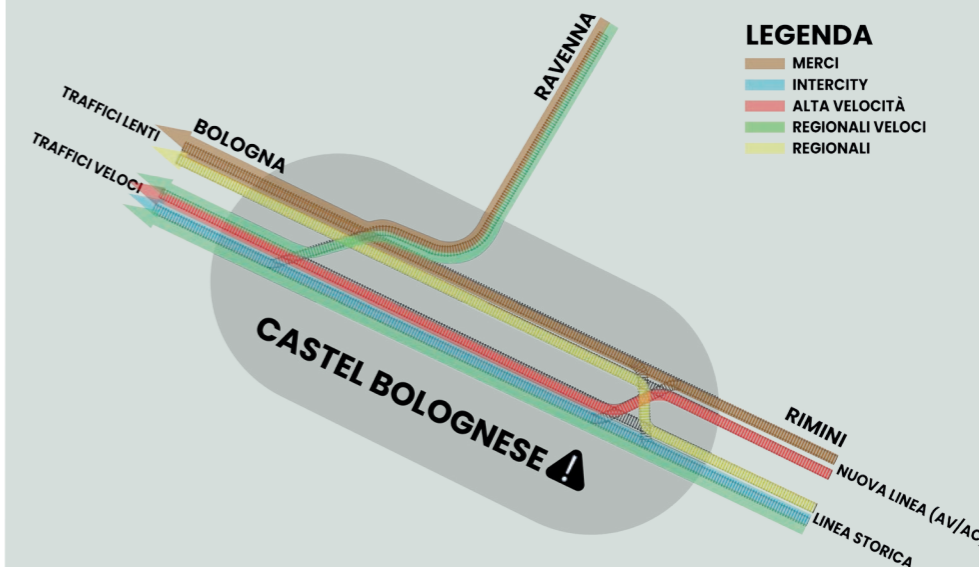 LEGENDA
MERCI
INTERCITY
ALTA VELOCITÀ
REGIONALI VELOCI
REGIONALI
RAVENNA
TRAFFICI LENTI
BOLOGNA
TRAFFICI VELOCI
CASTEL BOLOGNESE
RIMINI
NUOVA LINEA (AV/AC
LINEA STORICA